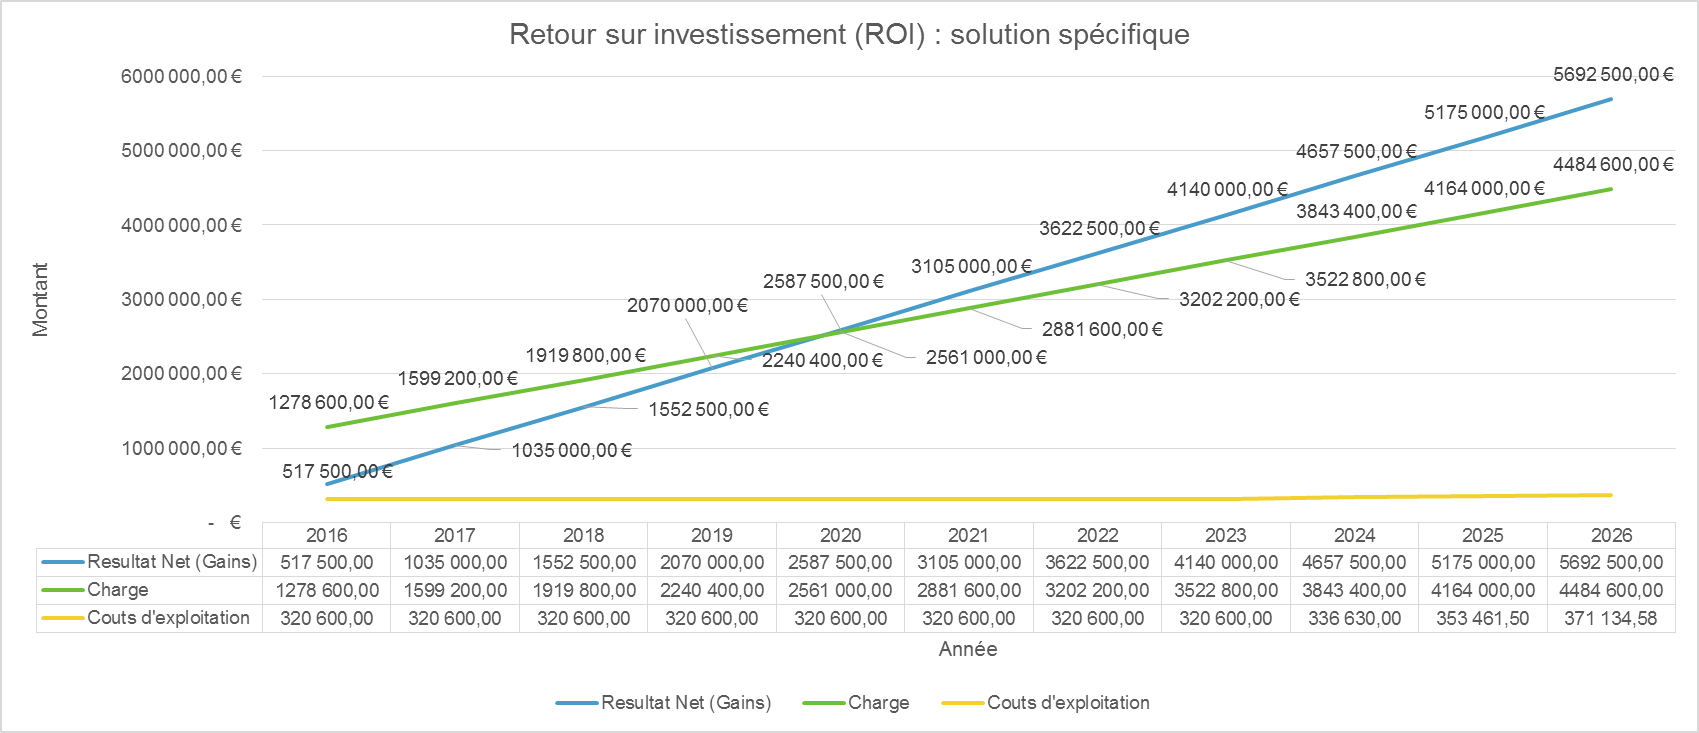 Retour sur investissement (ROI) : solution spécifique
6000 000,00 €
5000 000,00 €
4000 000,00 €
3000 000,00 €
2000 000,00 €
1000 000,00 €
- €
Montant
517 500,00 €
1035 000,00 €
1552 500,00 €
2070 000,00 €
2587 500,00 €
3105 000,00 €
3622 500,00 €
4140 000,00 €
4657 500,00 €
5175 000,00 €
5692 500,00 €
1278 600,00 €
1599 200,00 €
1919 800,00 €
2240 400,00 €
2561 000,00 €
2881 600,00 €
3202 200,00 €
3522 800,00 €
3843 400,00 €
4164 000,00 €
4484 600,00 €
2016 2017 2018 2019 2020 2021 2022 2023 2024 2025 2026
Resultat Net (Gains) 517 500,00 1035 000,00 1552 500,00 2070 000,00 2587 500,00 3105 000,00 3622 500,00 4140 000,00 4657 500,00 5175 000,00 5692 500,00
Charge 1278 600,00 1599 200,00 1919 800,00 2240 400,00 2561 000,00 2881 600,00 3202 200,00 3522 800,00 3843 400,00 4164 000,00 4484 600,00
Couts d'exploitation 320 600,00 320 600,00 320 600,00 320 600,00 320 600,00 320 600,00 320 600,00 320 600,00 336 630,00 353 461,50 371 134,58
Année
Resultat Net (Gains) Charge Couts d'exploitation